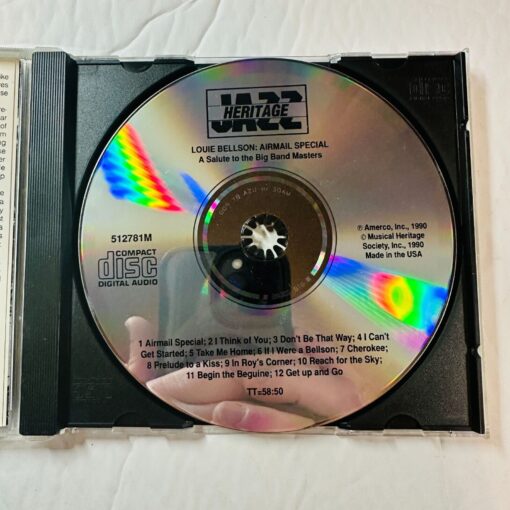 JAZZ
HERITAGE
LOUIE BELLSON: AIRMAIL SPECIAL
A Salute to the Big Band Masters
512781M
COMPACT
disc
DIGITAL AUDIO
℗ Amerco, Inc., 1990
© Musical Heritage
Society, Inc., 1990
Made in the USA
1 Airmail Special; 2 I Think of You; 3 Don't Be That Way; 4 I Can't
Get Started; 5 Take Me Home; 6 If I Were a Bellson; 7 Cherokee;
8 Prelude to a Kiss; 9 In Roy's Corner; 10 Reach for the Sky;
11 Begin the Beguine; 12 Get up and Go
TT=58:50